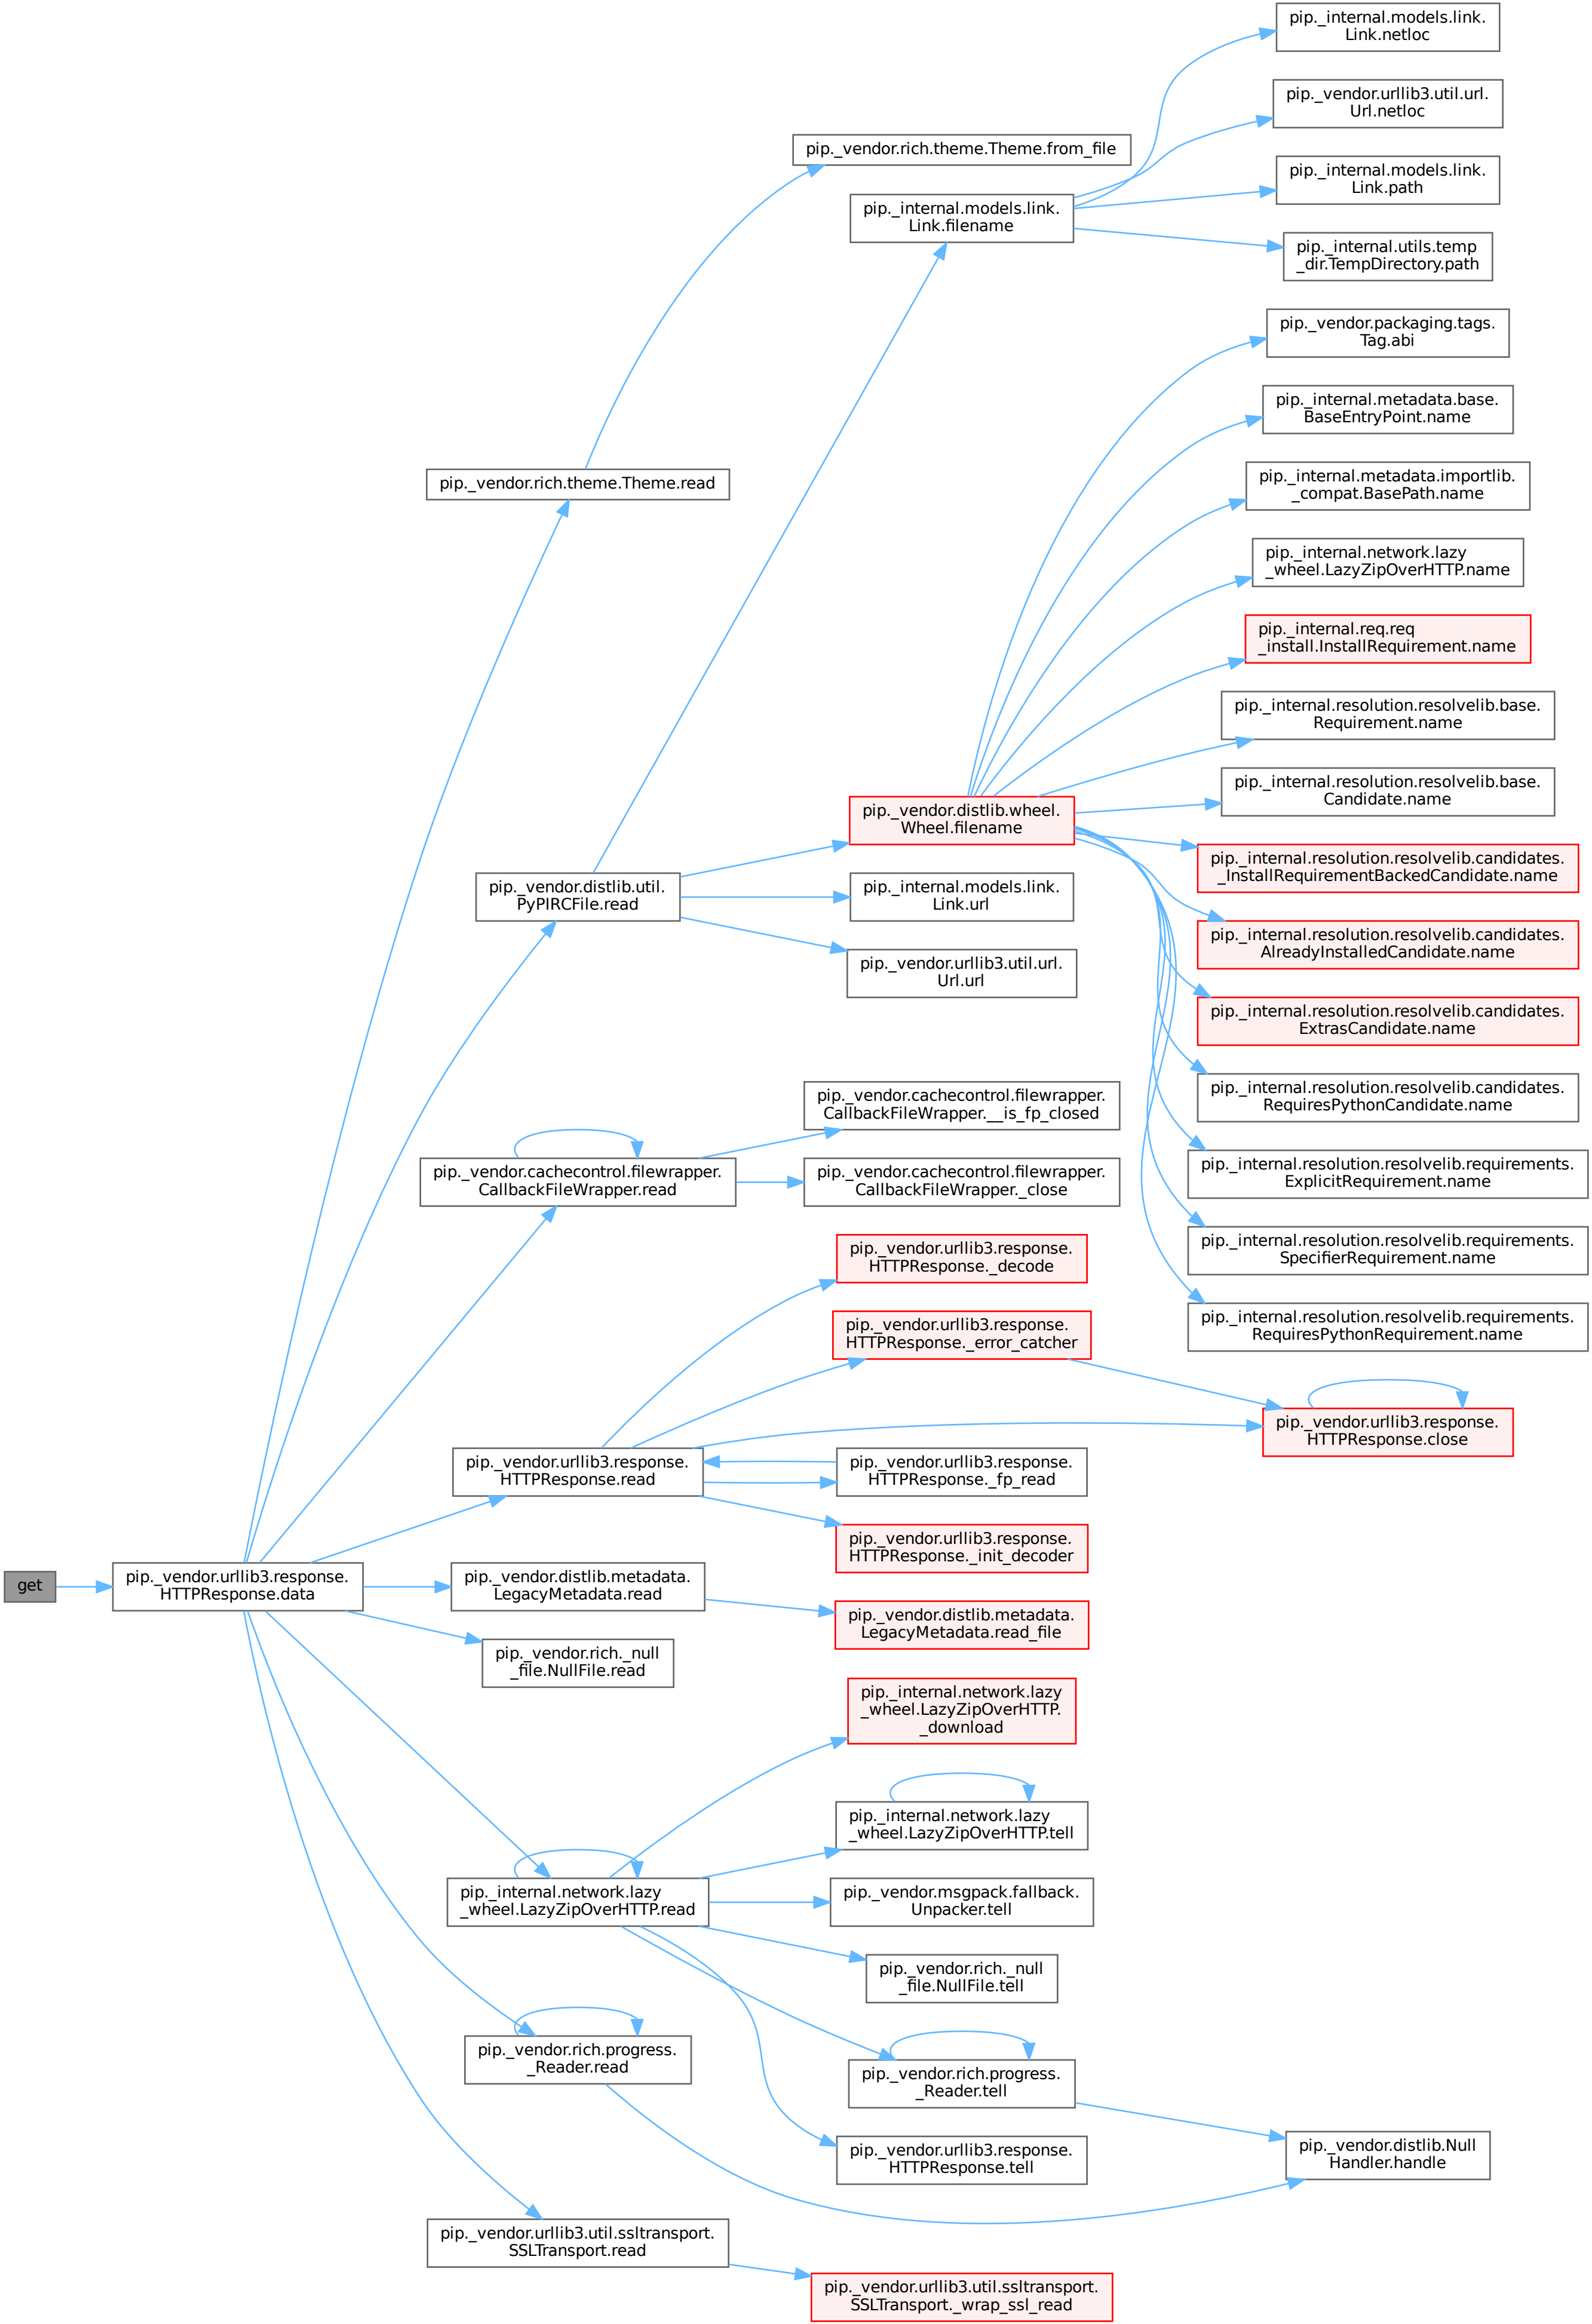 get
pip._vendor.urllib3.response.
HTTPResponse.data
pip._vendor.rich.theme.Theme.read
pip._vendor.rich.theme.Theme.from_file
pip._vendor.distlib.util.
PyPIRCFile.read
pip._internal.models.link.
Link.filename
pip._internal.models.link.
Link.netloc
pip._vendor.urllib3.util.url.
Url.netloc
pip._internal.models.link.
Link.path
pip._internal.utils.temp
_dir.TempDirectory.path
pip._vendor.distlib.wheel.
Wheel.filename
pip._vendor.packaging.tags.
Tag.abi
pip._internal.metadata.base.
BaseEntryPoint.name
pip._internal.metadata.importlib.
_compat.BasePath.name
pip._internal.network.lazy
_wheel.LazyZipOverHTTP.name
pip._internal.req.req
_install.InstallRequirement.name
pip._internal.resolution.resolvelib.base.
Requirement.name
pip._internal.resolution.resolvelib.base.
Candidate.name
pip._internal.resolution.resolvelib.candidates.
_InstallRequirementBackedCandidate.name
pip._internal.resolution.resolvelib.candidates.
AlreadyInstalledCandidate.name
pip._internal.resolution.resolvelib.candidates.
ExtrasCandidate.name
pip._internal.resolution.resolvelib.candidates.
RequiresPythonCandidate.name
pip._internal.resolution.resolvelib.requirements.
ExplicitRequirement.name
pip._internal.resolution.resolvelib.requirements.
SpecifierRequirement.name
pip._internal.resolution.resolvelib.requirements.
RequiresPythonRequirement.name
pip._internal.models.link.
Link.url
pip._vendor.urllib3.util.url.
Url.url
pip._vendor.cachecontrol.filewrapper.
CallbackFileWrapper.read
pip._vendor.cachecontrol.filewrapper.
CallbackFileWrapper.__is_fp_closed
pip._vendor.cachecontrol.filewrapper.
CallbackFileWrapper._close
pip._vendor.urllib3.response.
HTTPResponse.read
pip._vendor.urllib3.response.
HTTPResponse._decode
pip._vendor.urllib3.response.
HTTPResponse._error_catcher
pip._vendor.urllib3.response.
HTTPResponse.close
pip._vendor.urllib3.response.
HTTPResponse._fp_read
pip._vendor.urllib3.response.
HTTPResponse._init_decoder
pip._vendor.distlib.metadata.
LegacyMetadata.read
pip._vendor.distlib.metadata.
LegacyMetadata.read_file
pip._vendor.rich._null
_file.NullFile.read
pip._internal.network.lazy
_wheel.LazyZipOverHTTP.read
pip._internal.network.lazy
_wheel.LazyZipOverHTTP.
_download
pip._internal.network.lazy
_wheel.LazyZipOverHTTP.tell
pip._vendor.msgpack.fallback.
Unpacker.tell
pip._vendor.rich._null
_file.NullFile.tell
pip._vendor.rich.progress.
_Reader.tell
pip._vendor.urllib3.response.
HTTPResponse.tell
pip._vendor.rich.progress.
_Reader.read
pip._vendor.distlib.Null
Handler.handle
pip._vendor.urllib3.util.ssltransport.
SSLTransport.read
pip._vendor.urllib3.util.ssltransport.
SSLTransport._wrap_ssl_read